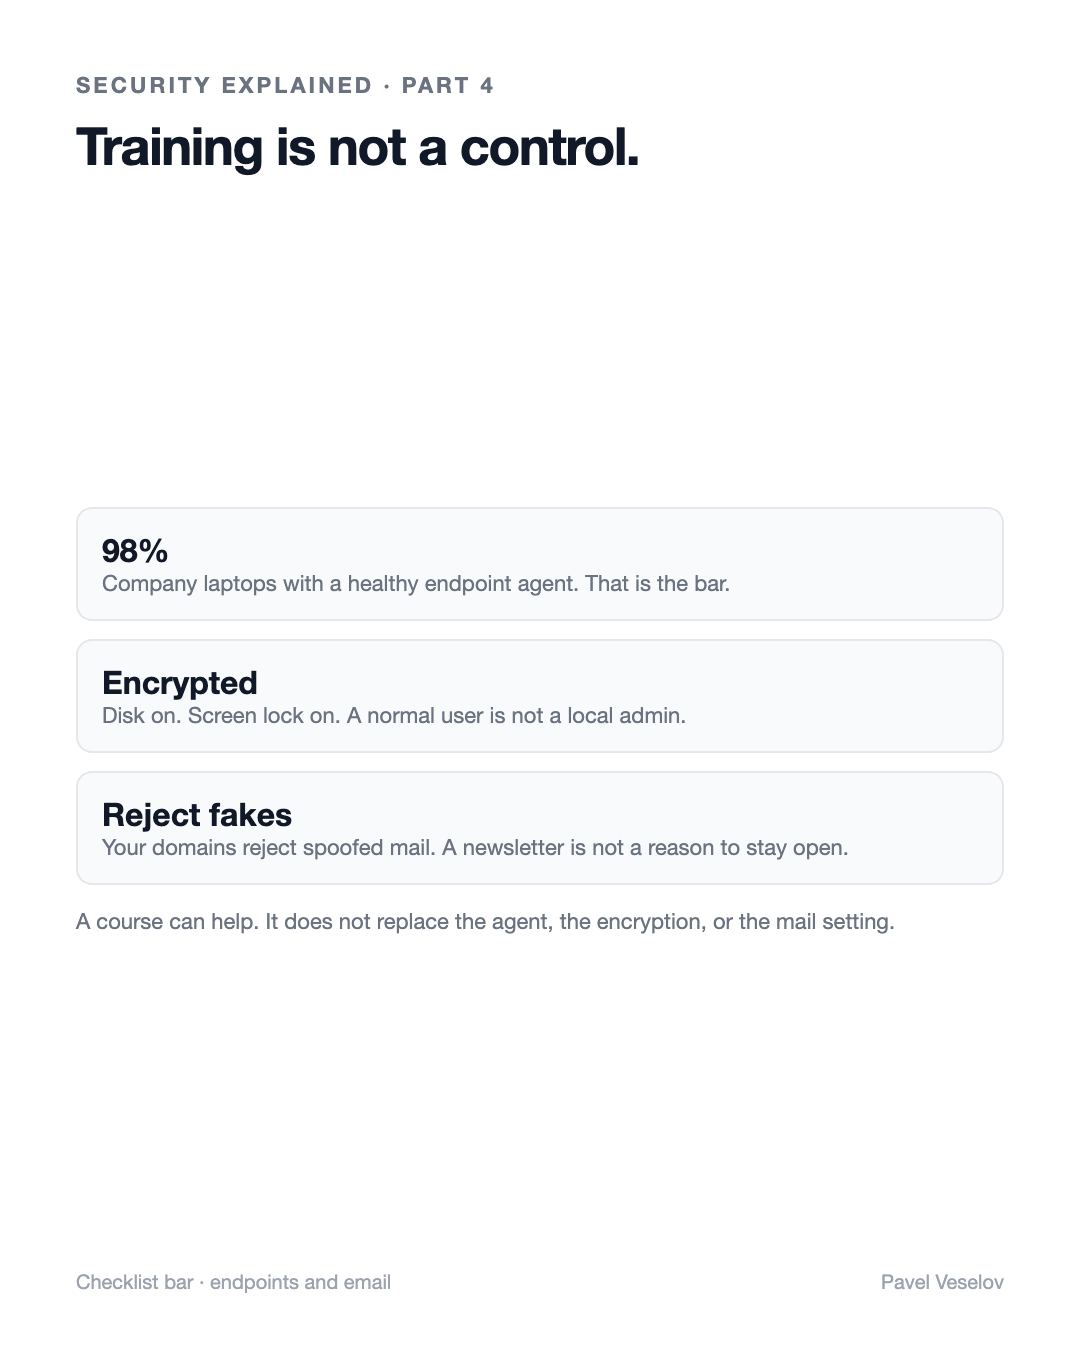 SECURITY EXPLAINED · PART 4
Training is not a control.
98%
Company laptops with a healthy endpoint agent. That is the bar.
Encrypted
Disk on. Screen lock on. A normal user is not a local admin.
Reject fakes
Your domains reject spoofed mail. A newsletter is not a reason to stay open.
A course can help. It does not replace the agent, the encryption, or the mail setting.
Checklist bar · endpoints and email
Pavel Veselov